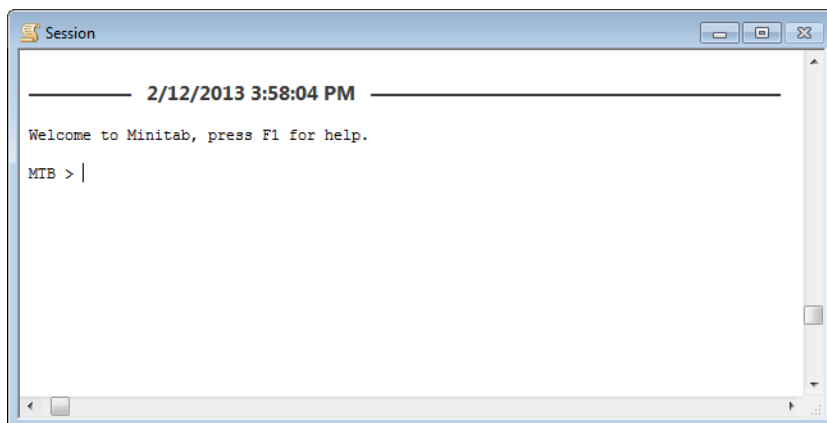 Session
2/12/2013 3:58:04 PM
Welcome to Minitab, press F1 for help.
MTB >